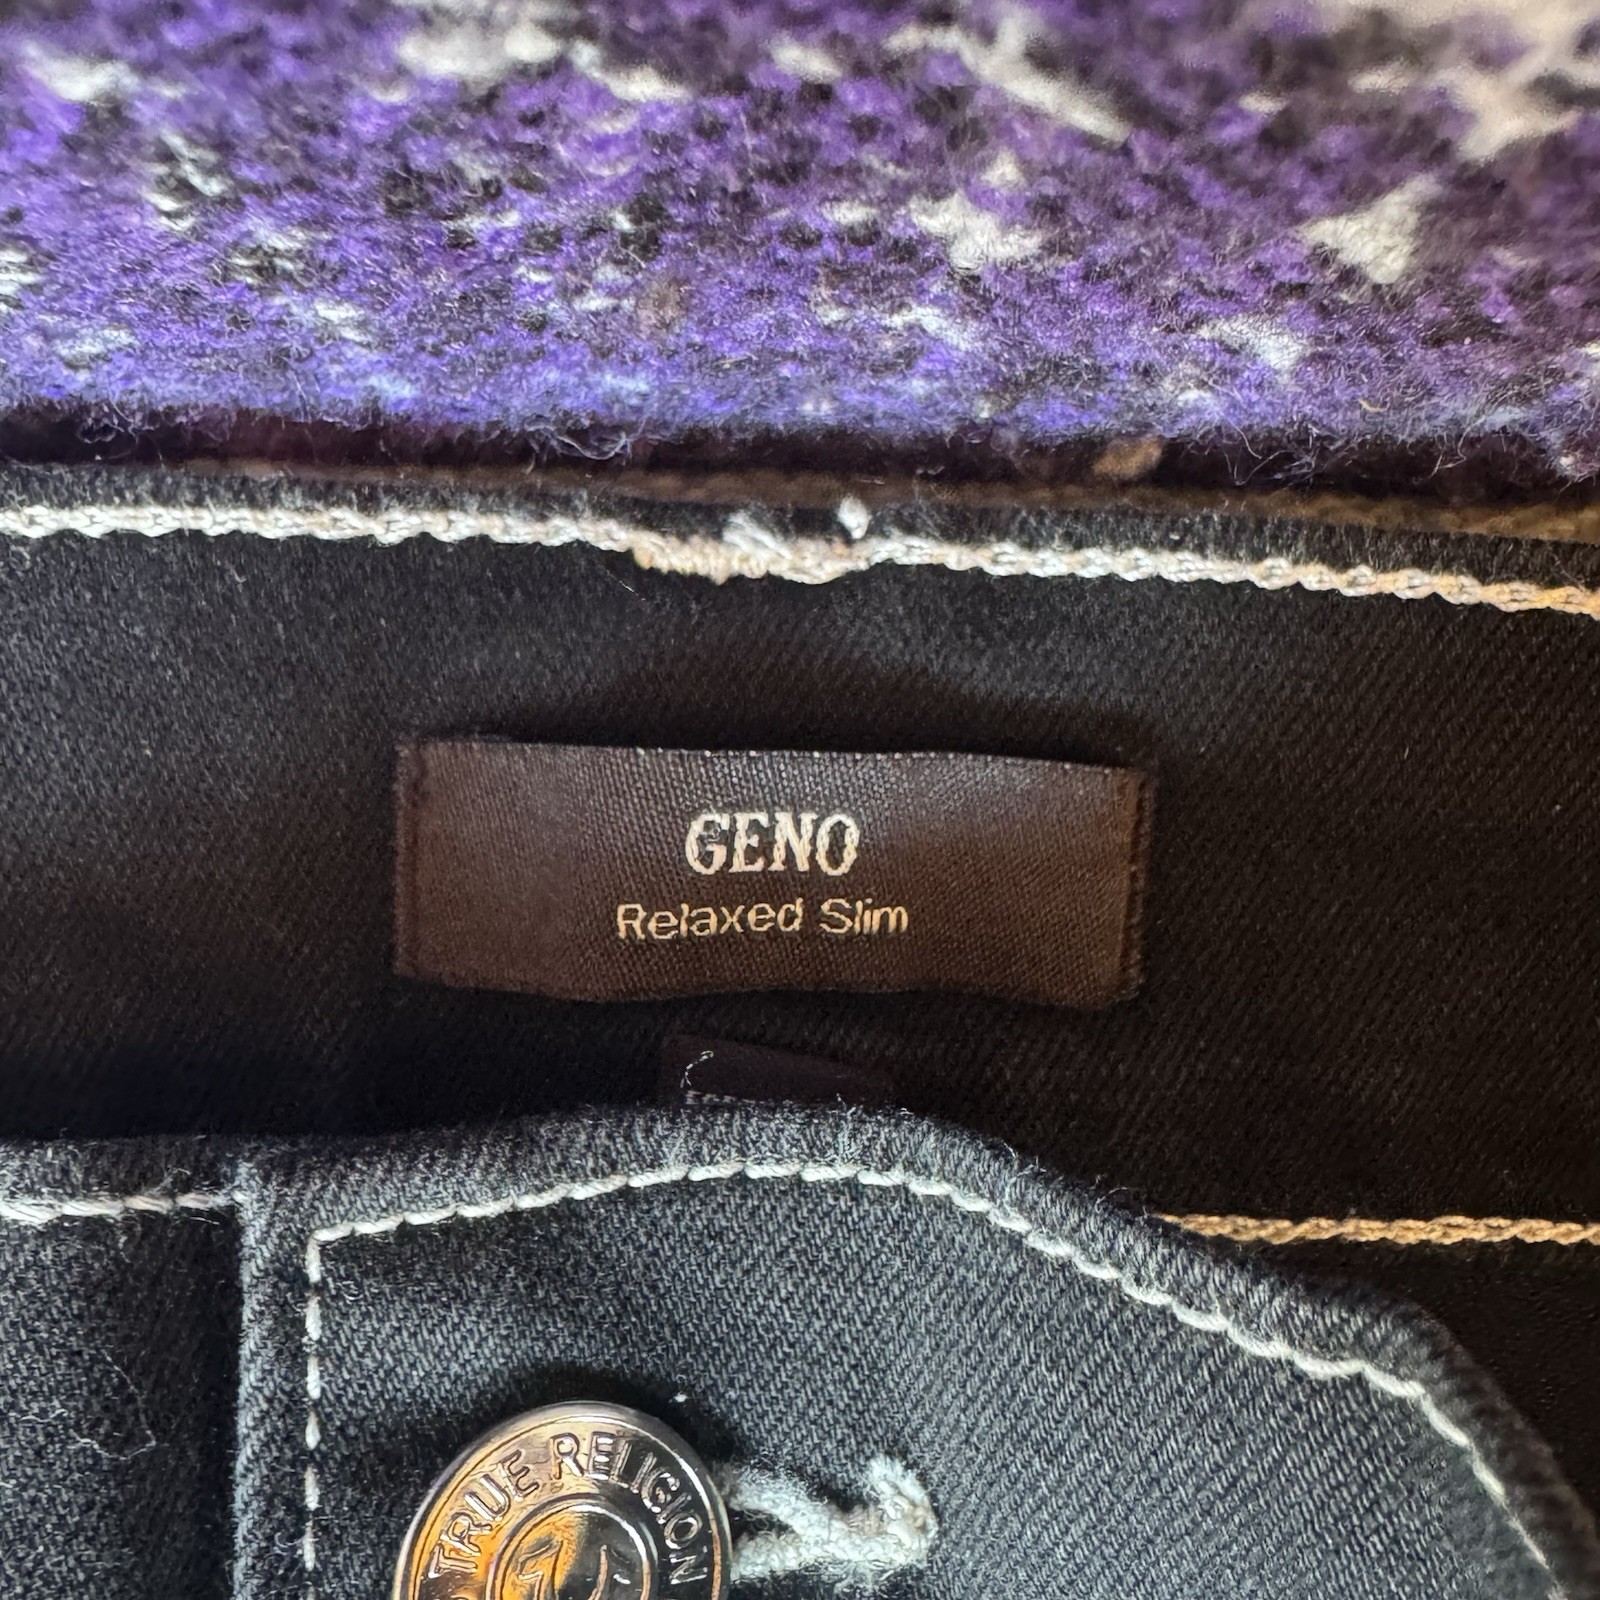 GENO
Relaxed Slim
TRUE RELIGION